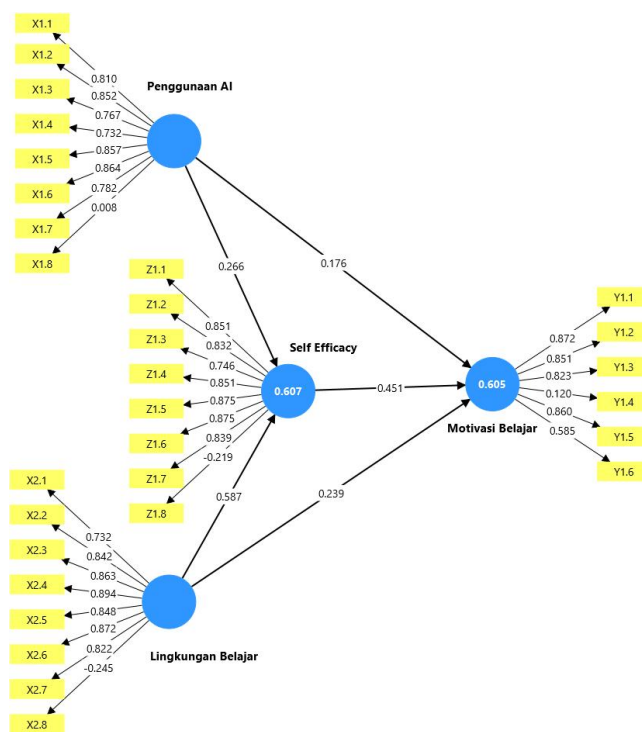 X1.1
X1.2
X1.3
X1.4
X1.5
X1.6
X1.7
X1.8
0.810
0.852
0.767
0.732
0.857
0.864
0.782
0.008
Penggunaan AI
0.266
0.176
Z1.1
Z1.2
Z1.3
Z1.4
Z1.5
Z1.6
Z1.7
Z1.8
0.851
0.832
0.746
0.851
0.875
0.875
0.839
-0.219
Self Efficacy
0.607
0.451
0.605
Motivasi Belajar
0.872
0.851
0.823
0.120
0.860
0.585
Y1.1
Y1.2
Y1.3
Y1.4
Y1.5
Y1.6
0.587
0.239
X2.1
X2.2
X2.3
X2.4
X2.5
X2.6
X2.7
X2.8
0.732
0.842
0.863
0.894
0.848
0.872
0.822
-0.245
Lingkungan Belajar